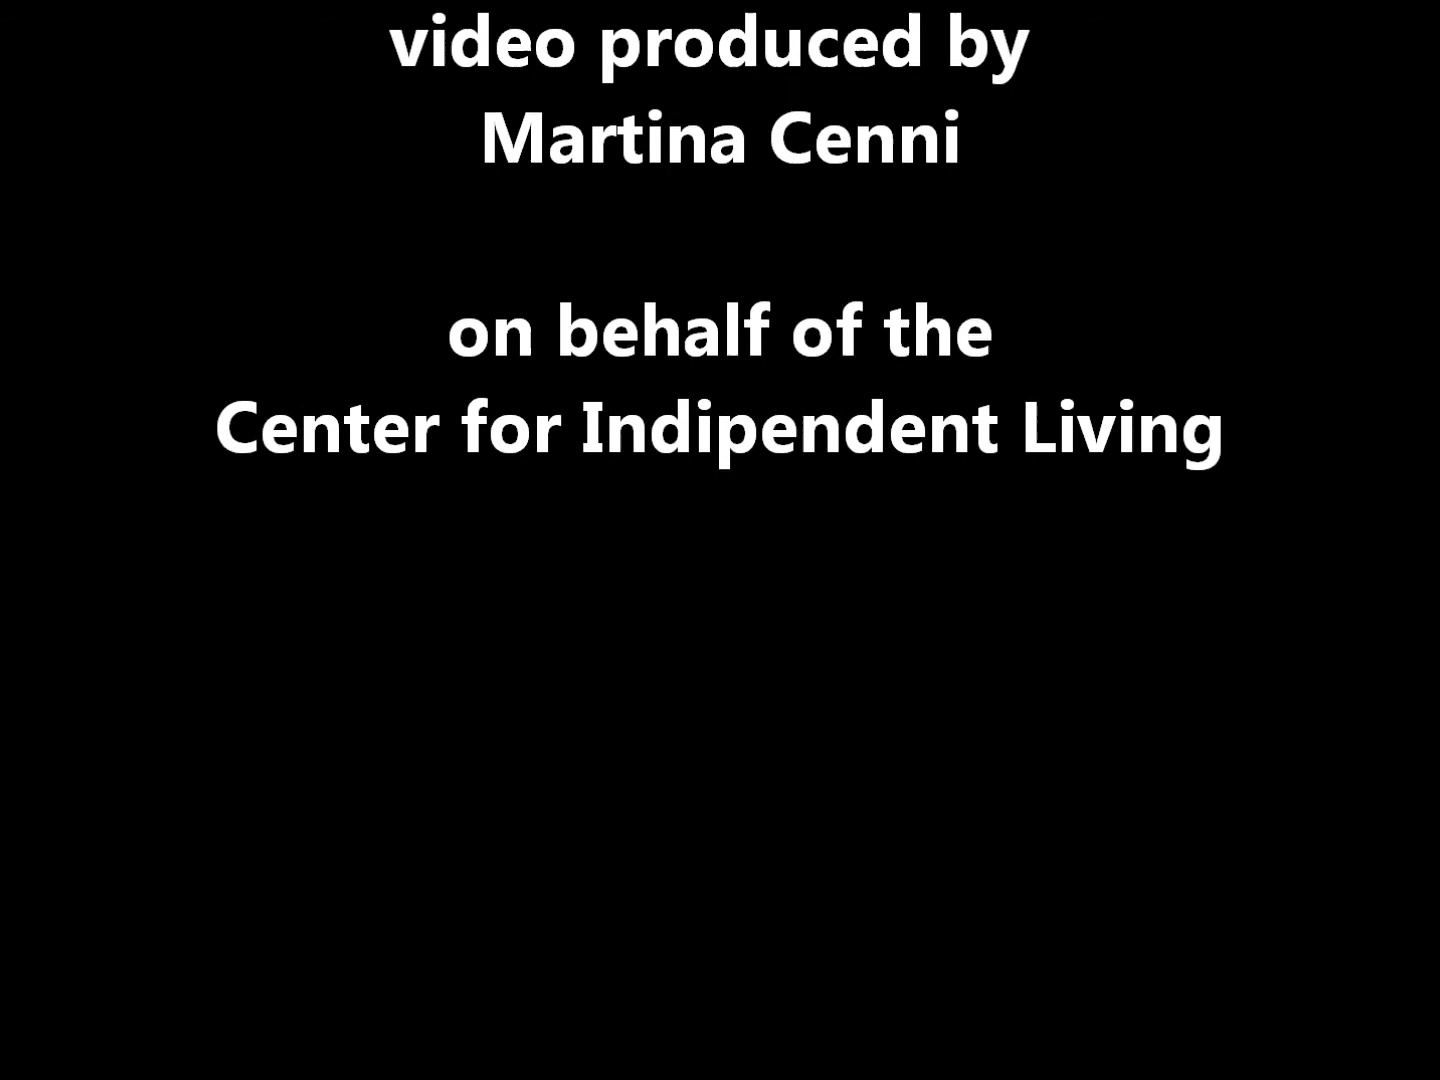 video produced by
Martina Cenni
on behalf of the
Center for Indipendent Living